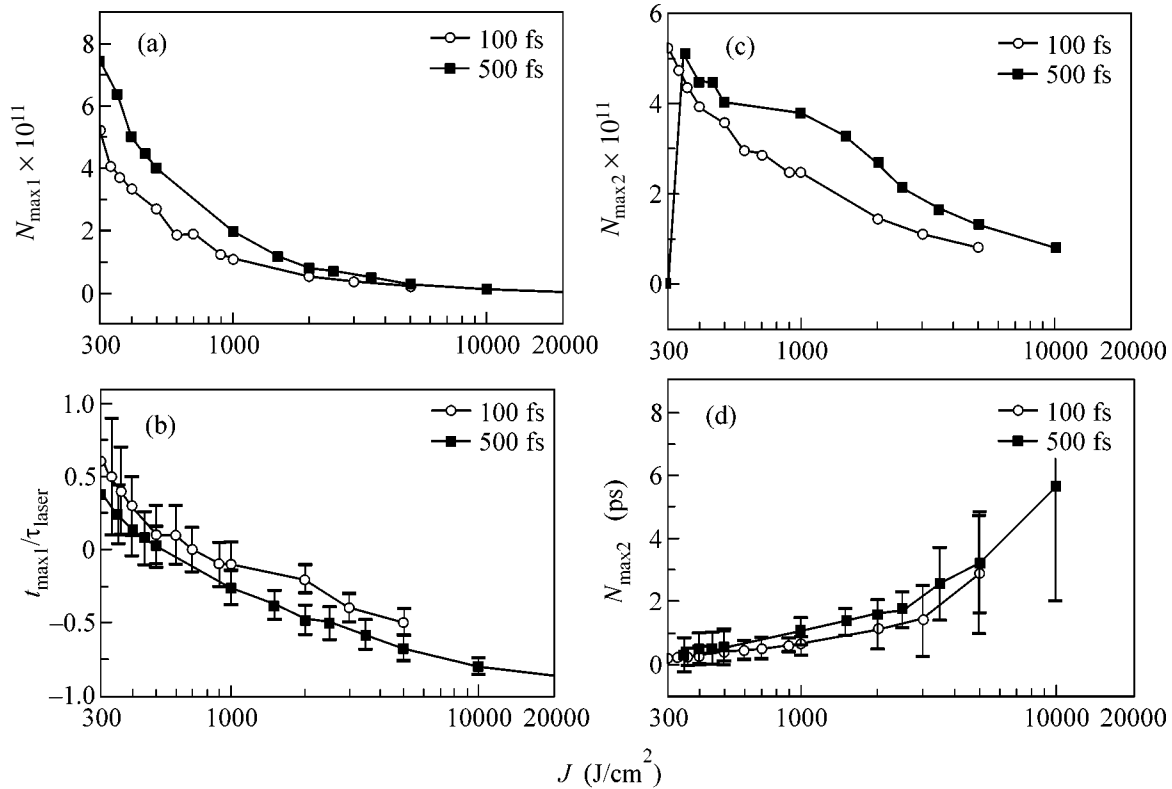 (a)
100 fs
500 fs
8
6
4
2
0
N_max1 × 10^11
300
1000
10000
20000
(c)
100 fs
500 fs
6
4
2
0
N_max2 × 10^11
300
1000
10000
20000
(b)
100 fs
500 fs
1.0
0.5
0
–0.5
–1.0
t_max1/τ_laser
300
1000
10000
20000
(d)
100 fs
500 fs
8
6
4
2
0
N_max2 (ps)
300
1000
10000
20000
J (J/cm^2)